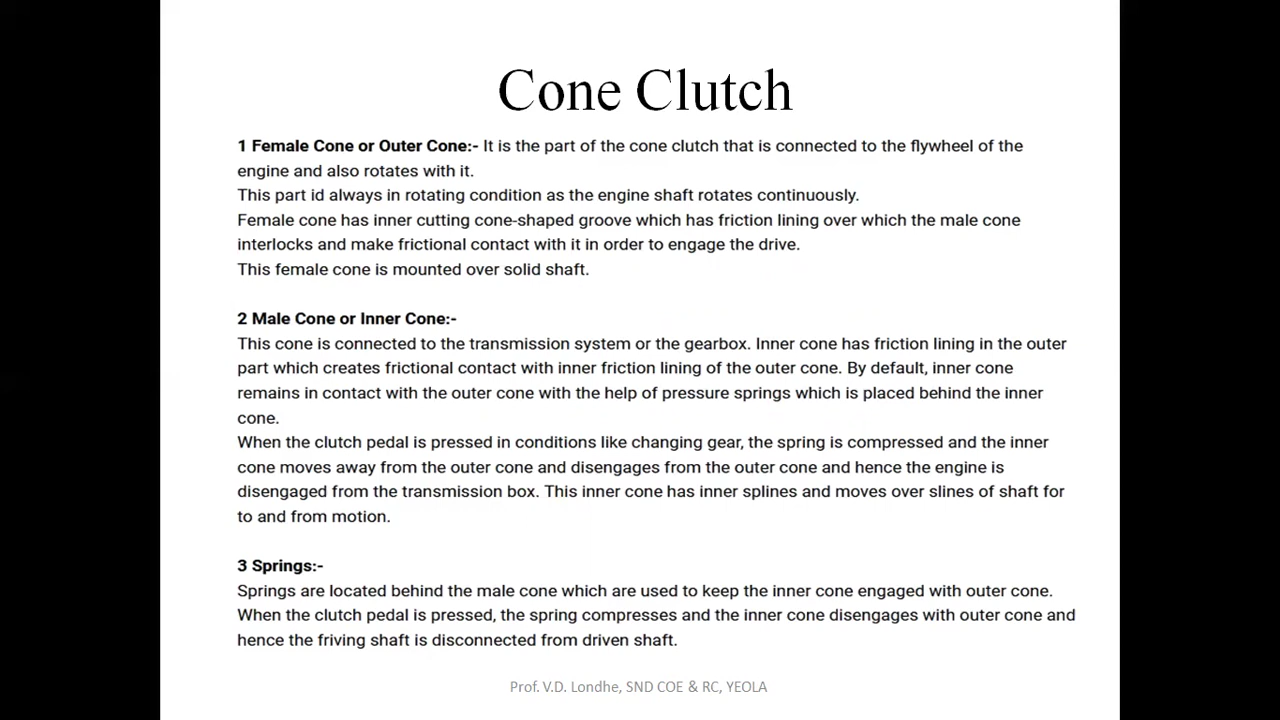 Cone Clutch
1 Female Cone or Outer Cone:- It is the part of the cone clutch that is connected to the flywheel of the
engine and also rotates with it.
This part id always in rotating condition as the engine shaft rotates continuously.
Female cone has inner cutting cone-shaped groove which has friction lining over which the male cone
interlocks and make frictional contact with it in order to engage the drive.
This female cone is mounted over solid shaft.
2 Male Cone or Inner Cone:-
This cone is connected to the transmission system or the gearbox. Inner cone has friction lining in the outer
part which creates frictional contact with inner friction lining of the outer cone. By default, inner cone
remains in contact with the outer cone with the help of pressure springs which is placed behind the inner
cone.
When the clutch pedal is pressed in conditions like changing gear, the spring is compressed and the inner
cone moves away from the outer cone and disengages from the outer cone and hence the engine is
disengaged from the transmission box. This inner cone has inner splines and moves over slines of shaft for
to and from motion.
3 Springs:-
Springs are located behind the male cone which are used to keep the inner cone engaged with outer cone.
When the clutch pedal is pressed, the spring compresses and the inner cone disengages with outer cone and
hence the friving shaft is disconnected from driven shaft.
Prof. V.D. Londhe, SND COE & RC, YEOLA